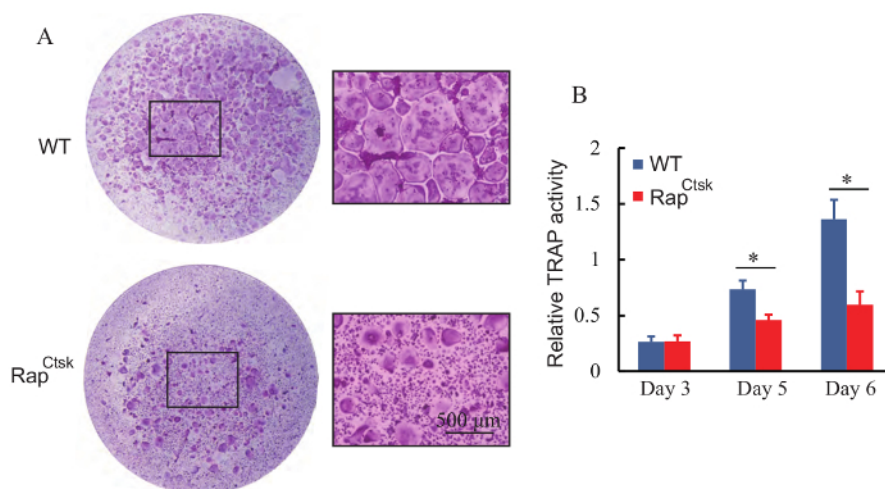 A
WT
Rap^Ctsk
500 μm
B
Relative TRAP activity
2
1.5
1
0.5
0
WT
Rap^Ctsk
*
*
Day 3
Day 5
Day 6